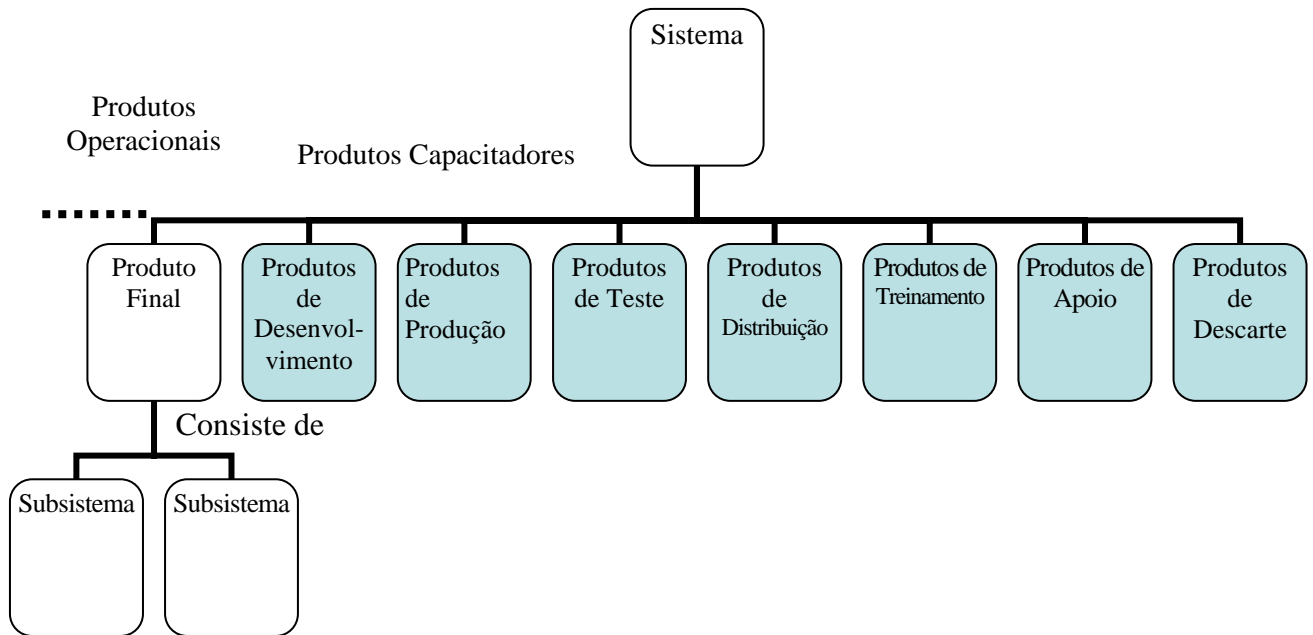 Sistema
Produtos
Operacionais
Produtos Capacitadores
Produto
Final
Produtos
de
Desenvol-
vimento
Produtos
de
Produção
Produtos
de Teste
Produtos
de
Distribuição
Produtos de
Treinamento
Produtos de
Apoio
Produtos
de
Descarte
Consiste de
Subsistema
Subsistema